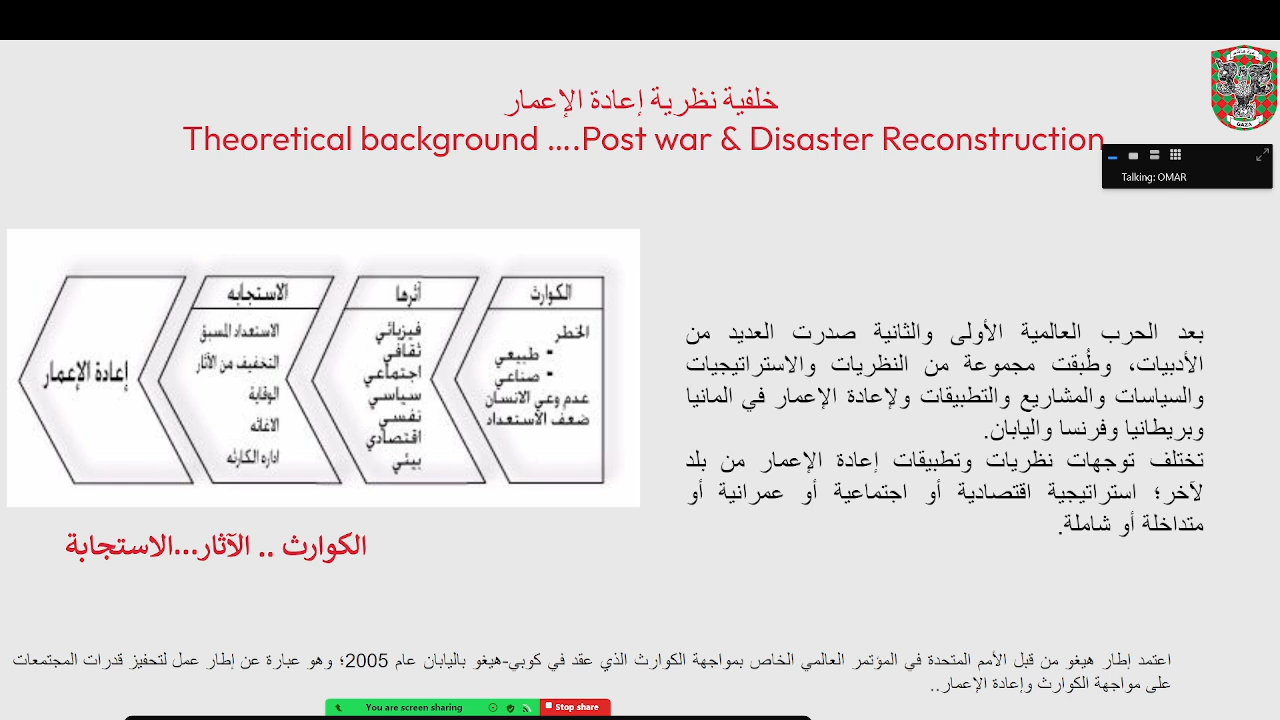 خلفية نظرية إعادة الإعمار
Theoretical background ....Post war & Disaster Reconstruction
GAZA
Talking: OMAR
الكوارث
الخطر
- طبيعي
- صناعي
عدم وعي الانسان
ضعف الاستعداد
أثرها
فيزيائي
ثقافي
اجتماعي
سياسي
نفسي
اقتصادي
بيئي
الاستجابه
الاستعداد المسبق
التخفيف من الآثار
الوقاية
الاغاثه
اداره الكارثه
إعادة الإعمار
بعد الحرب العالمية الأولى والثانية صدرت العديد من
الأدبيات، وطُبقت مجموعة من النظريات والاستراتيجيات
والسياسات والمشاريع والتطبيقات ولإعادة الإعمار في المانيا
وبريطانيا وفرنسا واليابان.
تختلف توجهات نظريات وتطبيقات إعادة الإعمار من بلد
لآخر؛ استراتيجية اقتصادية أو اجتماعية أو عمرانية أو
متداخلة أو شاملة.
الكوارث .. الآثار...الاستجابة
اعتمد إطار هيغو من قبل الأمم المتحدة في المؤتمر العالمي الخاص بمواجهة الكوارث الذي عقد في كوبي-هيغو باليابان عام 2005؛ وهو عبارة عن إطار عمل لتحفيز قدرات المجتمعات
على مواجهة الكوارث وإعادة الإعمار..
You are screen sharing
Stop share